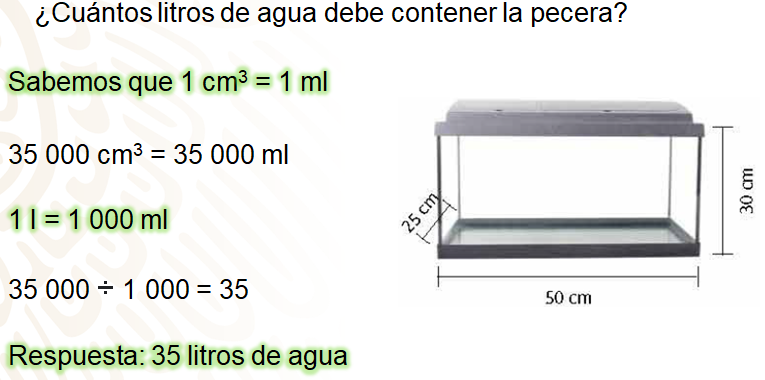 ¿Cuántos litros de agua debe contener la pecera?
Sabemos que 1 cm³ = 1 ml
35 000 cm³ = 35 000 ml
1 l = 1 000 ml
35 000 ÷ 1 000 = 35
Respuesta: 35 litros de agua
25 cm
30 cm
50 cm